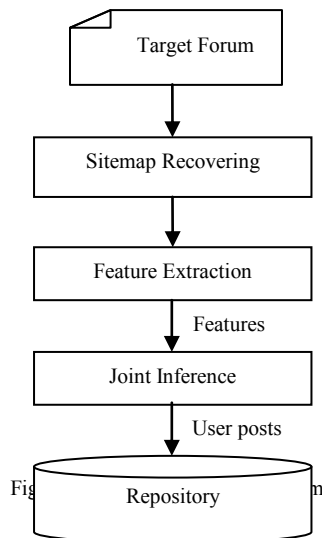 Target Forum
Sitemap Recovering
Feature Extraction
Features
Joint Inference
User posts
Repository